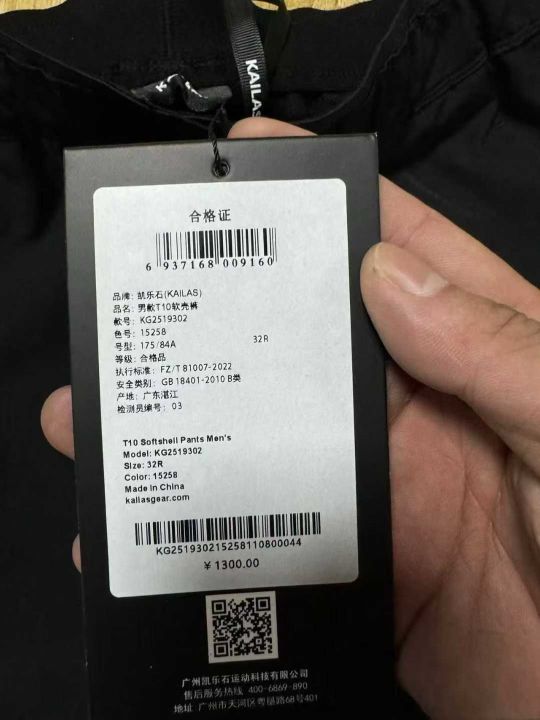 KAILAS
合格证
6 937168 009160
品牌: 凯乐石(KAILAS)
品名: 男款T10软壳裤
款号: KG2519302
色号: 15258
号型: 175/84A 32R
等级: 合格品
执行标准: FZ/T 81007-2022
安全类别: GB 18401-2010 B类
产地: 广东湛江
检测员编号: 03
T10 Softshell Pants Men's
Model: KG2519302
Size: 32R
Color: 15258
Made in China
kailasgear.com
KG251930215258110800044
¥ 1300.00
广州凯乐石运动科技有限公司
售后服务热线 400-6869-890
地址 广州市天河区粤垦路68号401